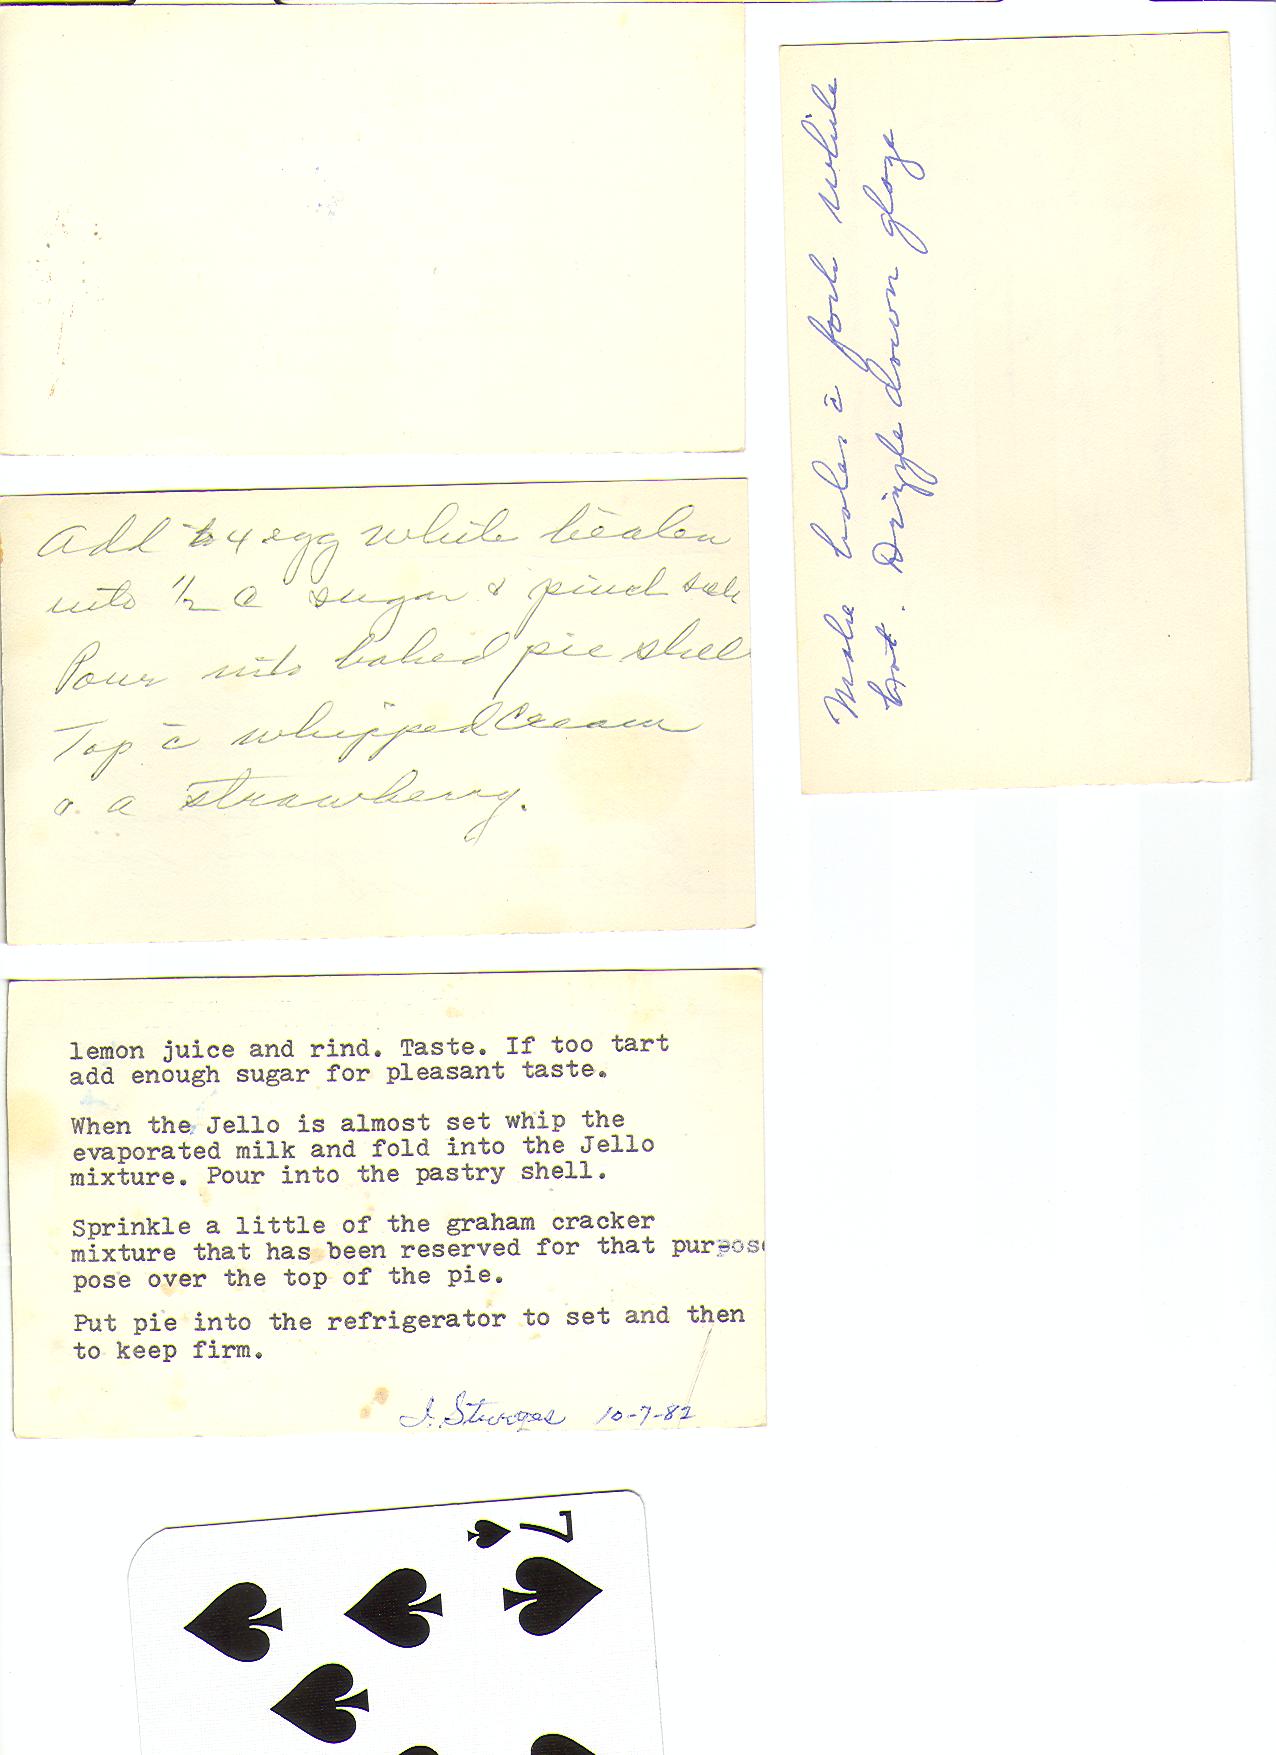 Add to 4 egg white beaten
into 1/2 C sugar & pinch salt
Pour into baked pie shell
Top c̄ whipped Cream
o. a strawberry.
lemon juice and rind. Taste. If too tart
add enough sugar for pleasant taste.
When the Jello is almost set whip the
evaporated milk and fold into the Jello
mixture. Pour into the pastry shell.
Sprinkle a little of the graham cracker
mixture that has been reserved for that purpos
pose over the top of the pie.
Put pie into the refrigerator to set and then
to keep firm.
I. Sturges 10-7-82
7
Make holes c̄ fork while
hot. Drizzle down glaze